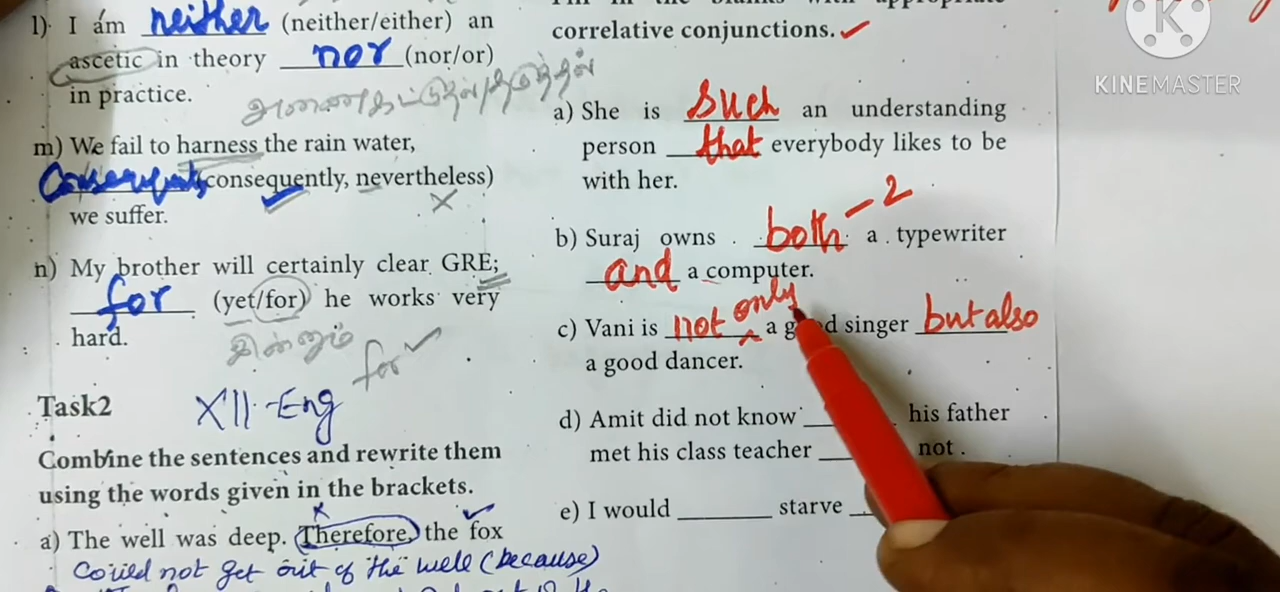 l) I am neither (neither/either) an
ascetic in theory nor (nor/or)
in practice.
m) We fail to harness the rain water,
Consequently, consequently, nevertheless)
we suffer.
n) My brother will certainly clear GRE;
for (yet/for) he works very
hard.
இன்னும்
for
Task2
XII-Eng
Combine the sentences and rewrite them
using the words given in the brackets.
a) The well was deep. Therefore, the fox
could not get out of the well (because)
correlative conjunctions.
a) She is such an understanding
person that everybody likes to be
with her.
b) Suraj owns both - 2 a typewriter
and a computer.
c) Vani is not only a good singer but also
a good dancer.
d) Amit did not know ___ his father
met his class teacher ___ not.
e) I would ___ starve ___
K
KINEMASTER